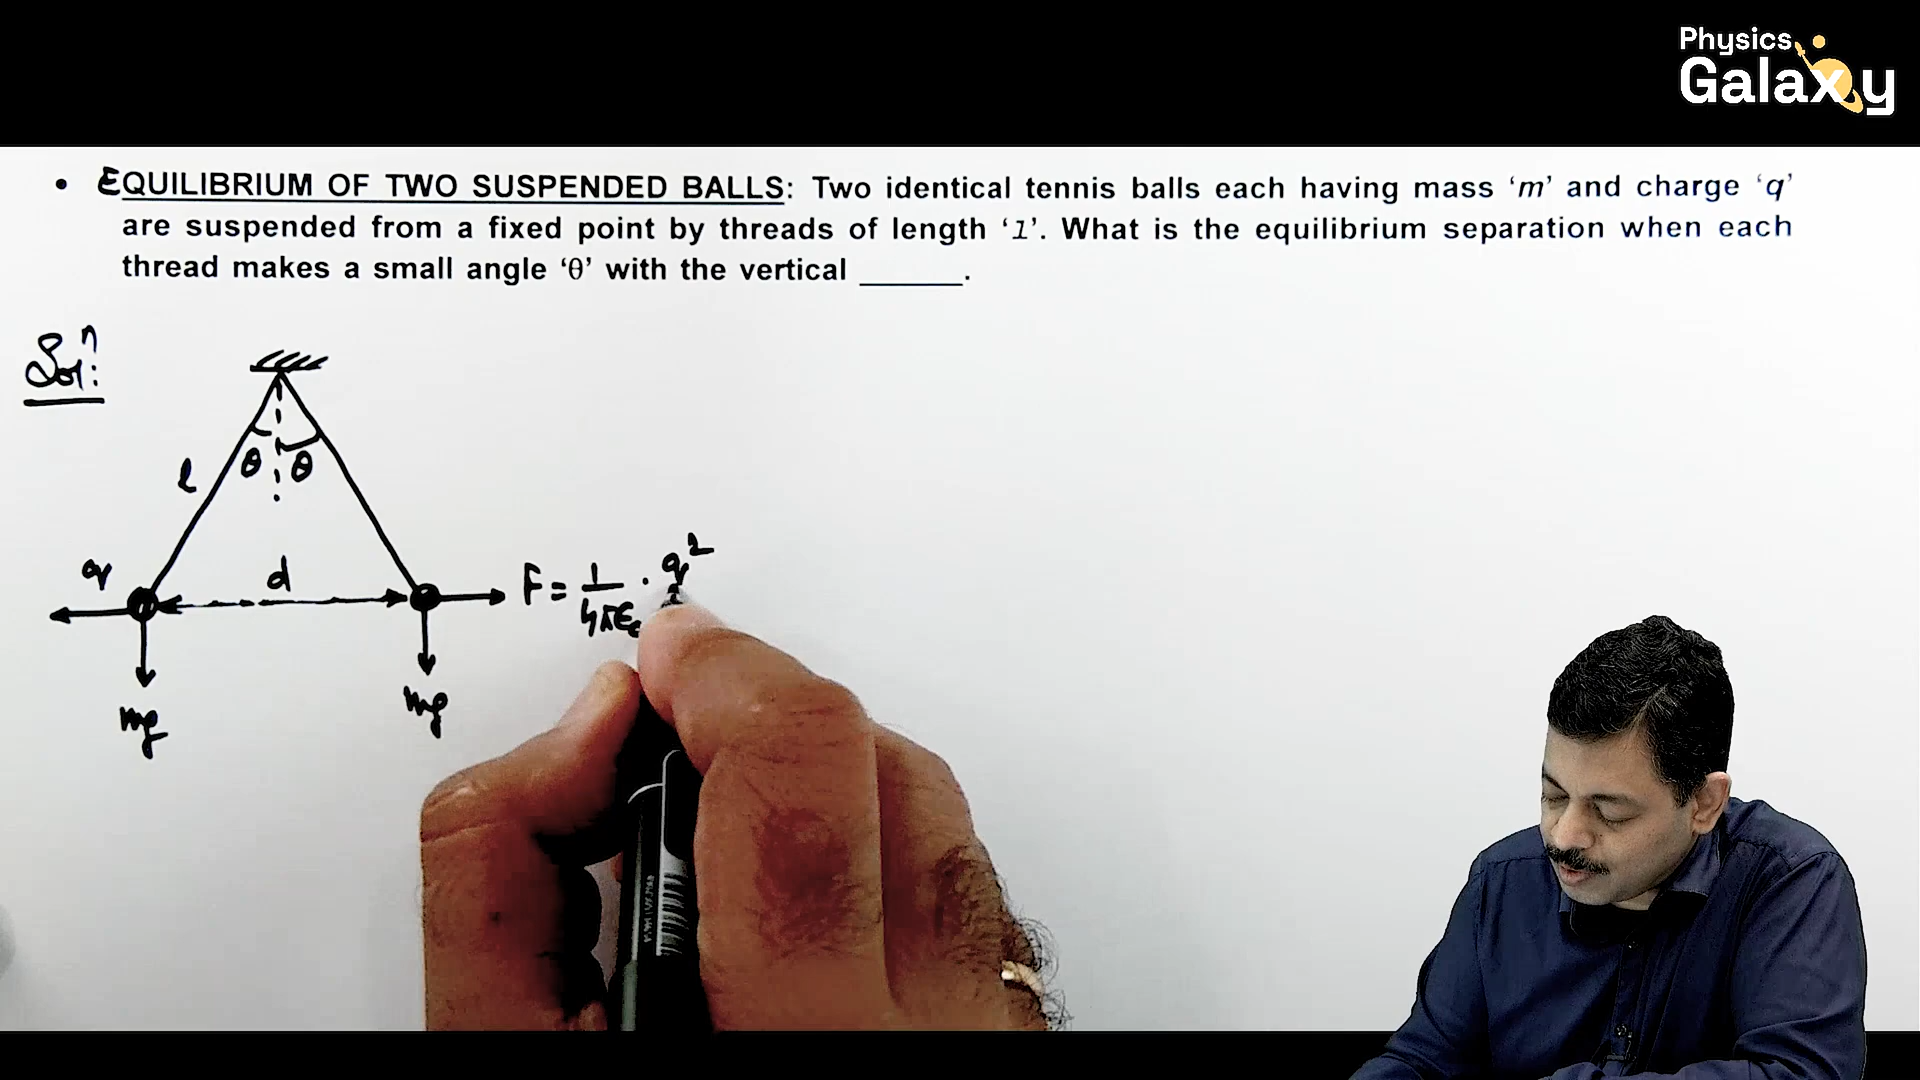 Physics
Galaxy
• EQUILIBRIUM OF TWO SUSPENDED BALLS: Two identical tennis balls each having mass ‘m’ and charge ‘q’
are suspended from a fixed point by threads of length ‘l’. What is the equilibrium separation when each
thread makes a small angle ‘θ’ with the vertical ______.
Solⁿ:
θ θ
l
q
d
F = 1/4πε · q²
mg
mg